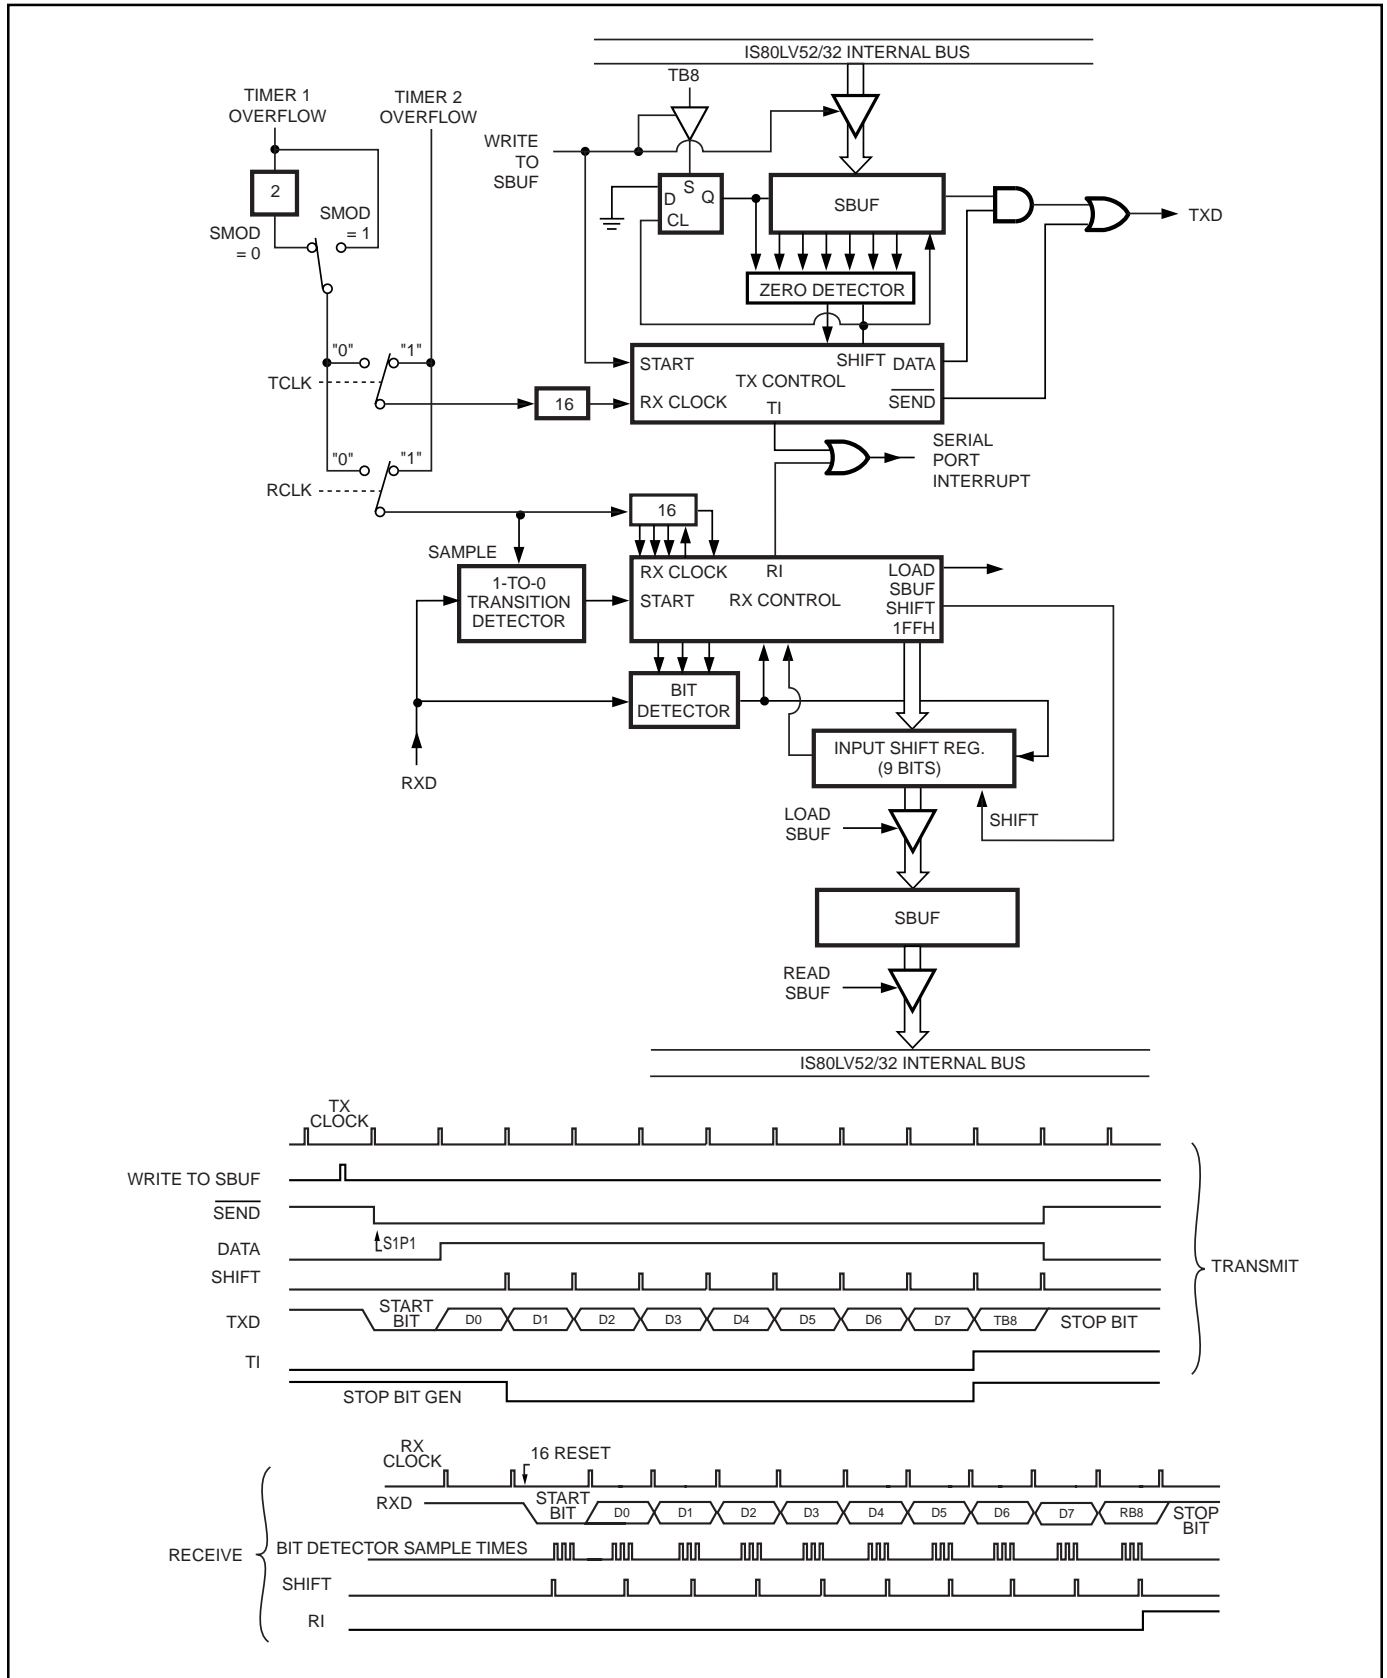 IS80LV52/32 INTERNAL BUS
TB8
TIMER 1
OVERFLOW
TIMER 2
OVERFLOW
WRITE
TO
SBUF
2
SMOD
= 1
SMOD
= 0
S
D
Q
CL
SBUF
TXD
ZERO DETECTOR
"0"
"1"
TCLK
START
SHIFT
DATA
TX CONTROL
16
RX CLOCK
TI
SEND
SERIAL
PORT
INTERRUPT
"0"
"1"
RCLK
16
SAMPLE
1-TO-0
TRANSITION
DETECTOR
RX CLOCK
RI
LOAD
SBUF
START
RX CONTROL
SHIFT
1FFH
BIT
DETECTOR
INPUT SHIFT REG.
(9 BITS)
RXD
LOAD
SBUF
SHIFT
SBUF
READ
SBUF
IS80LV52/32 INTERNAL BUS
TX
CLOCK
WRITE TO SBUF
SEND
S1P1
DATA
TRANSMIT
SHIFT
TXD
START
BIT
D0
D1
D2
D3
D4
D5
D6
D7
TB8
STOP BIT
TI
STOP BIT GEN
RX
CLOCK
16 RESET
RXD
START
BIT
D0
D1
D2
D3
D4
D5
D6
D7
RB8
STOP
BIT
RECEIVE
BIT DETECTOR SAMPLE TIMES
SHIFT
RI